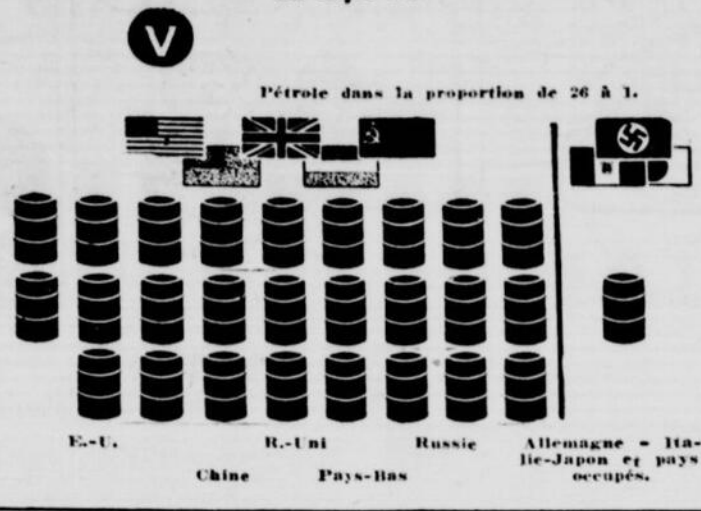 V
Pétrole dans la proportion de 26 à 1.
E.-U.
R.-Uni
Russie
Chine
Pays-Bas
Allemagne - Ita-
lie-Japon et pays
occupés.